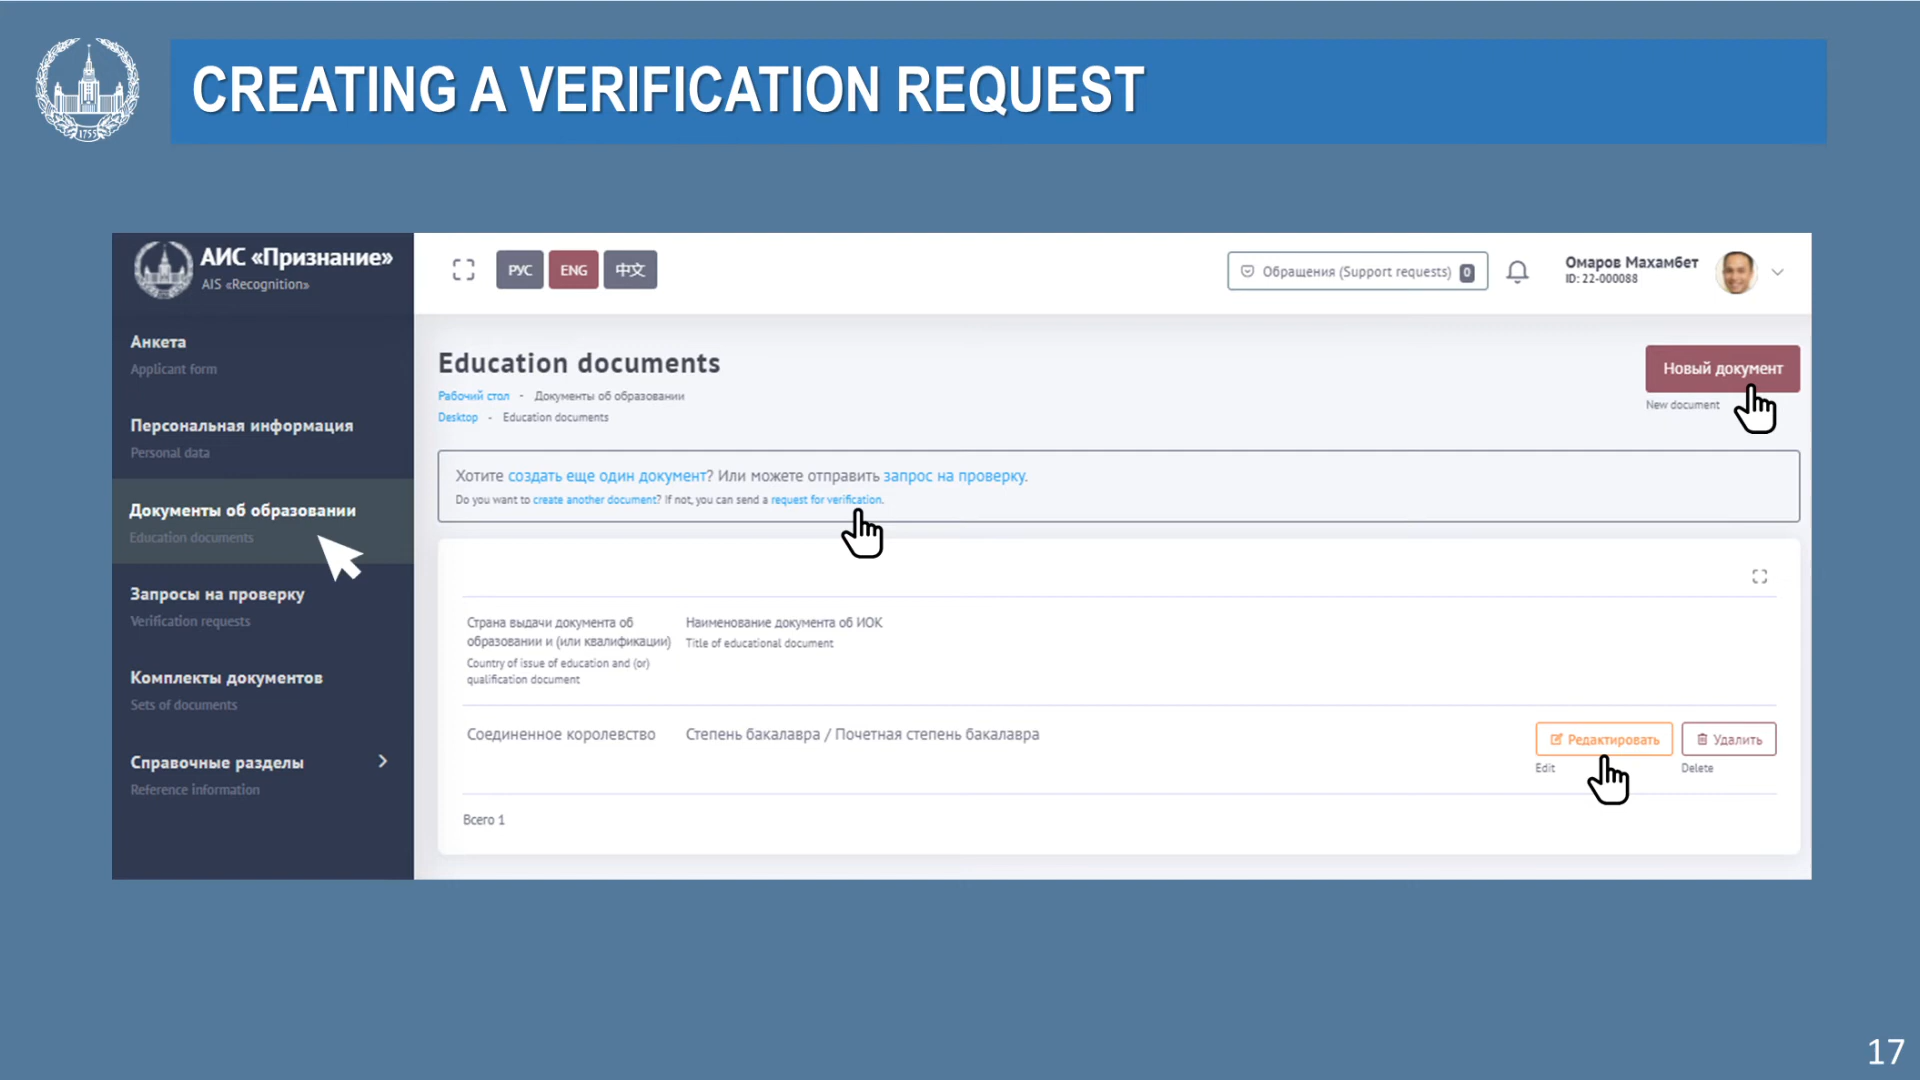 1755
CREATING A VERIFICATION REQUEST
АИС «Признание»
AIS «Recognition»
РУС
ENG
中文
Обращения (Support requests) 0
Омаров Махамбет
ID: 22-000088
Анкета
Applicant form
Персональная информация
Personal data
Документы об образовании
Education documents
Запросы на проверку
Verification requests
Комплекты документов
Sets of documents
Справочные разделы
Reference information
Education documents
Рабочий стол - Документы об образовании
Desktop - Education documents
Новый документ
New document
Хотите создать еще один документ? Или можете отправить запрос на проверку.
Do you want to create another document? If not, you can send a request for verification.
Страна выдачи документа об
образовании и (или квалификации)
Country of issue of education and (or)
qualification document
Наименование документа об ИОК
Title of educational document
Соединенное королевство
Степень бакалавра / Почетная степень бакалавра
Редактировать
Edit
Удалить
Delete
Всего 1
17